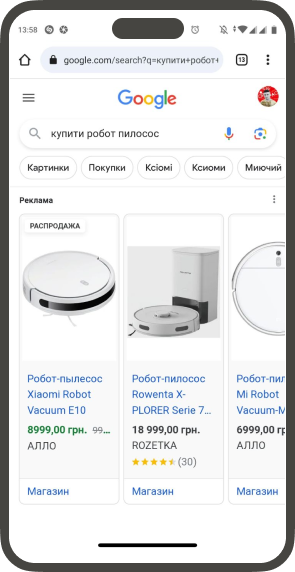 13:58
google.com/search?q=купити+робот+
13
Google
купити робот пилосос
Картинки Покупки Ксіомі Ксиоми Миючий
Реклама
РАСПРОДАЖА
Робот-пылесос
Xiaomi Robot
Vacuum E10
8999,00 грн. 99...
АЛЛО
Магазин
Робот-пилосос
Rowenta X-
PLORER Serie 7...
18 999,00 грн.
ROZETKA
(30)
Магазин
Робот-пил
Mi Robot
Vacuum-M
6999,00 гр
АЛЛО
Магазин